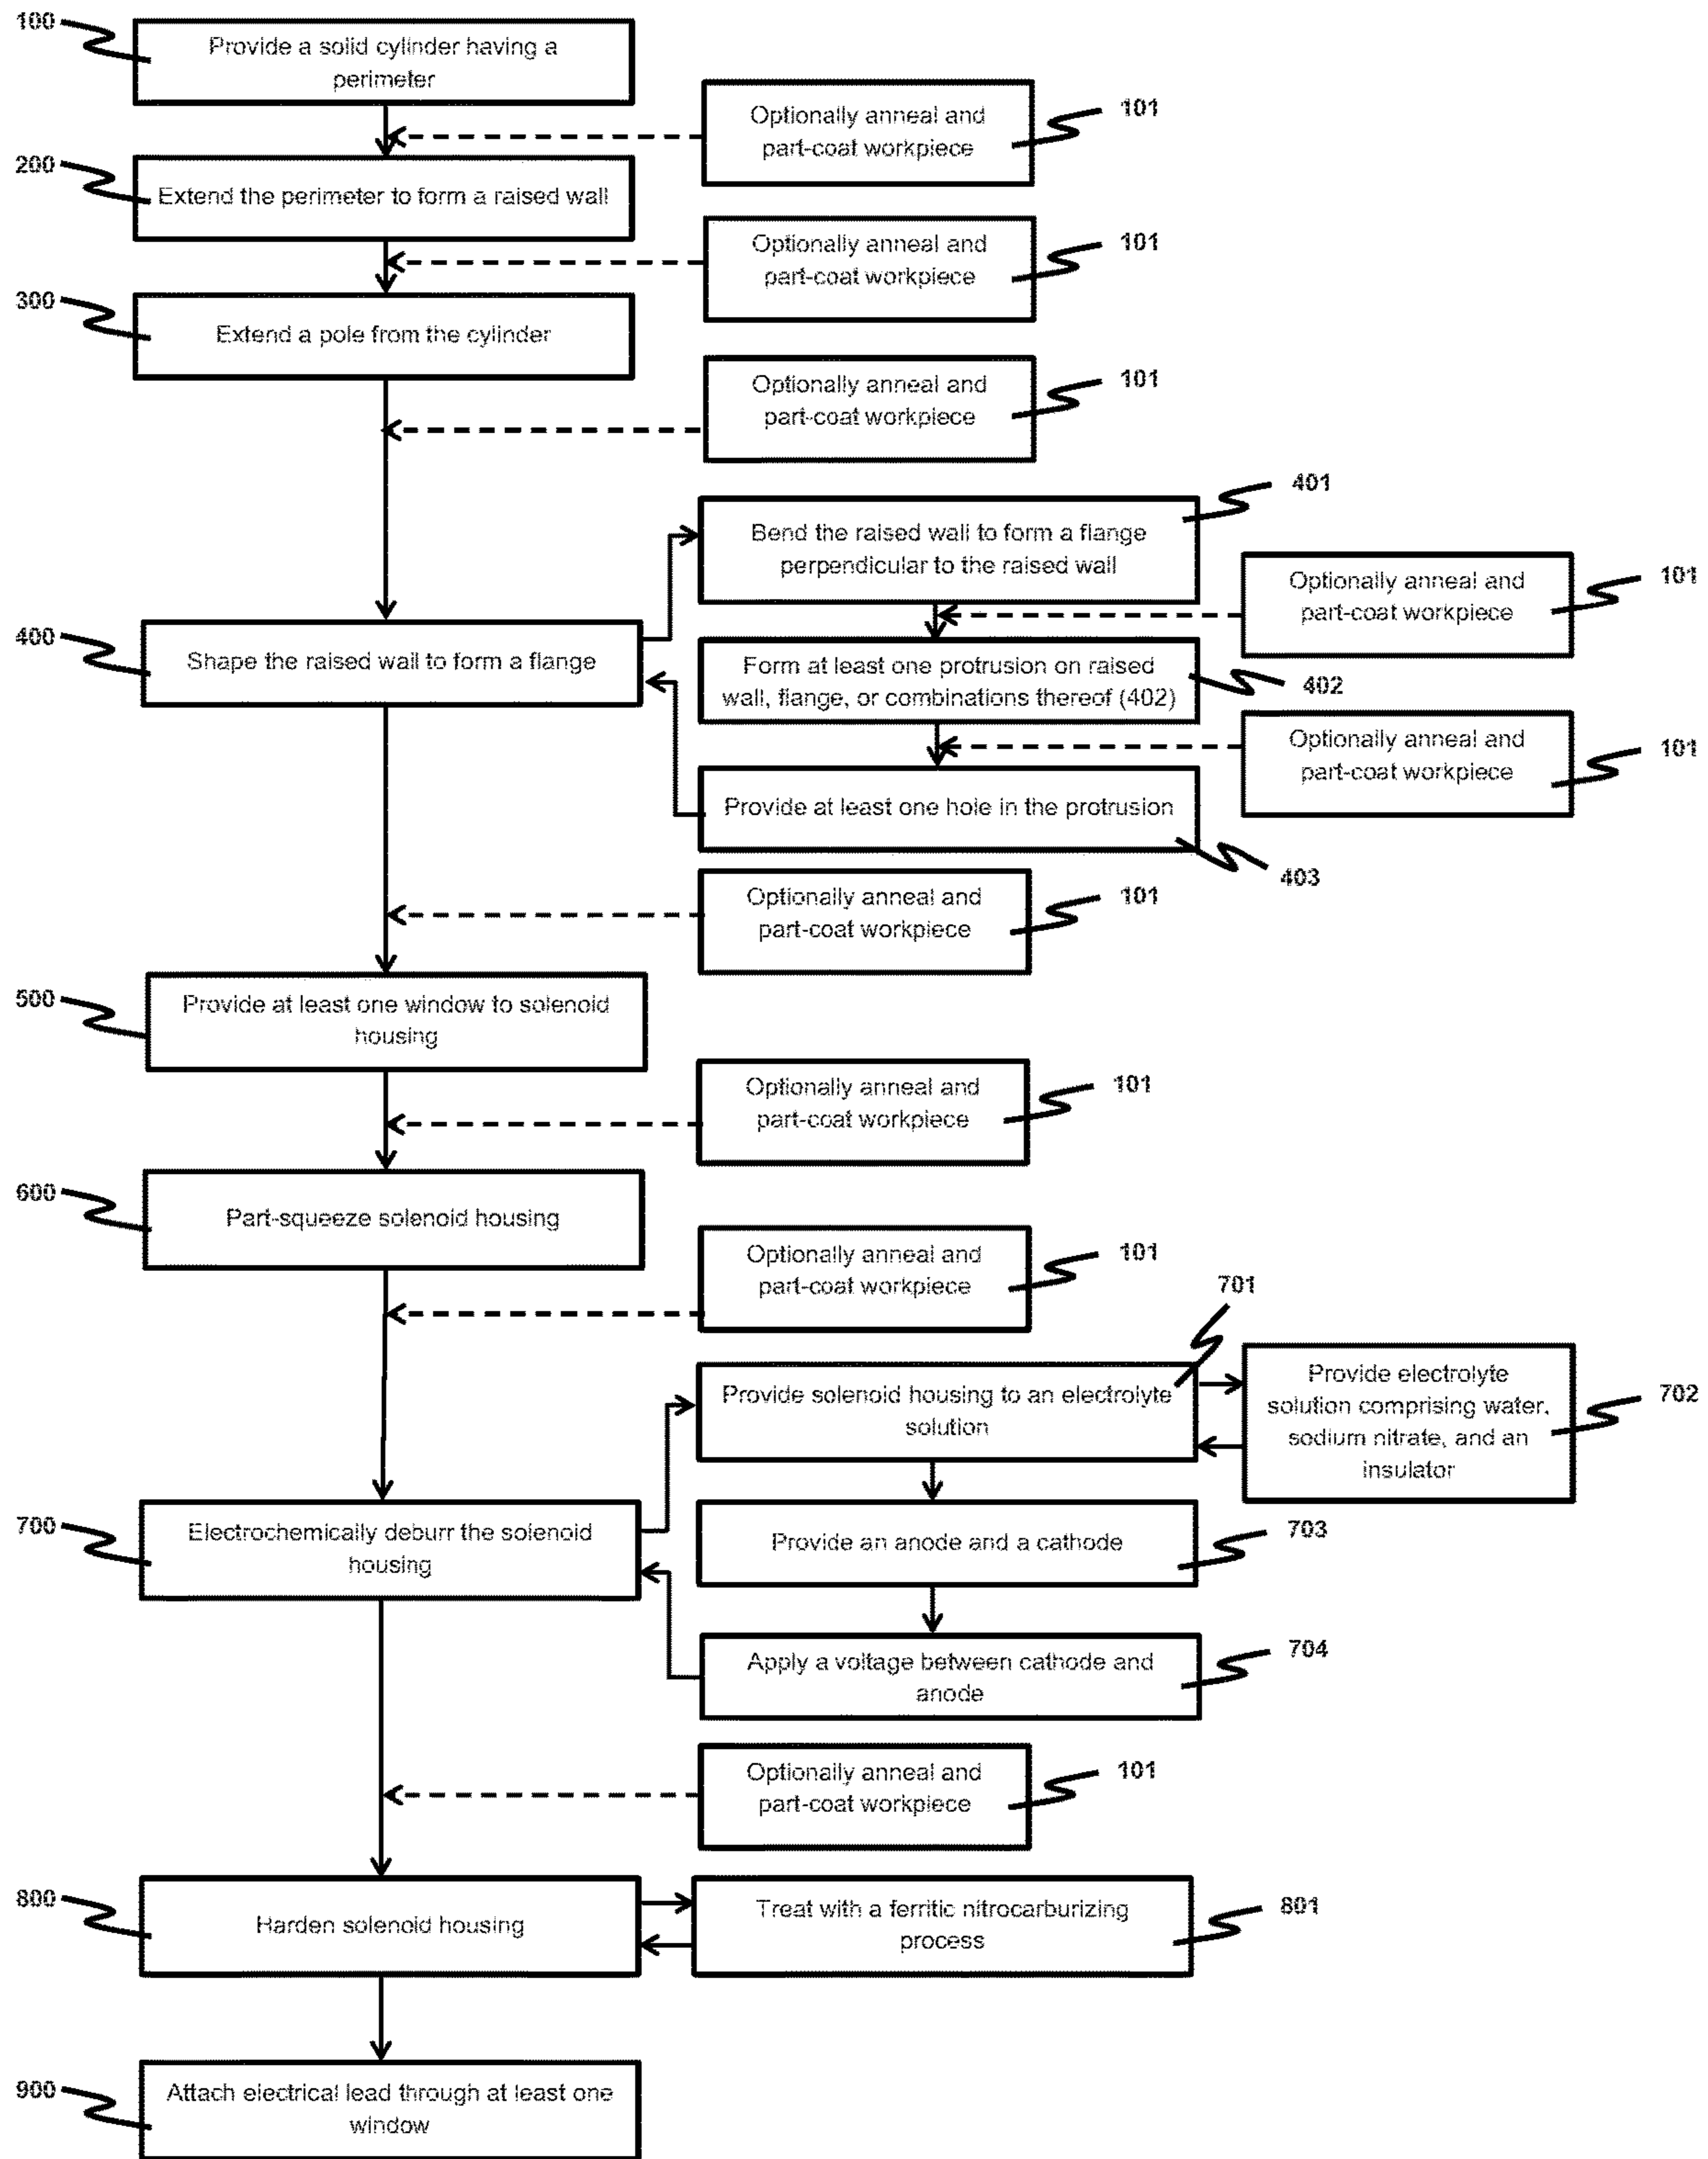 100
Provide a solid cylinder having a
perimeter
Optionally anneal and
part-coat workpiece
101
200
Extend the perimeter to form a raised wall
Optionally anneal and
part-coat workpiece
101
300
Extend a pole from the cylinder
Optionally anneal and
part-coat workpiece
101
401
Bend the raised wall to form a flange
perpendicular to the raised wall
Optionally anneal and
part-coat workpiece
101
400
Shape the raised wall to form a flange
Form at least one protrusion on raised
wall, flange, or combinations thereof (402)
402
Optionally anneal and
part-coat workpiece
101
Provide at least one hole in the protrusion
403
Optionally anneal and
part-coat workpiece
101
500
Provide at least one window to solenoid
housing
Optionally anneal and
part-coat workpiece
101
600
Part-squeeze solenoid housing
Optionally anneal and
part-coat workpiece
101
701
Provide solenoid housing to an electrolyte
solution
Provide electrolyte
solution comprising water,
sodium nitrate, and an
insulator
702
700
Electrochemically deburr the solenoid
housing
Provide an anode and a cathode
703
Apply a voltage between cathode and
anode
704
Optionally anneal and
part-coat workpiece
101
800
Harden solenoid housing
Treat with a ferritic nitrocarburizing
process
801
900
Attach electrical lead through at least one
window